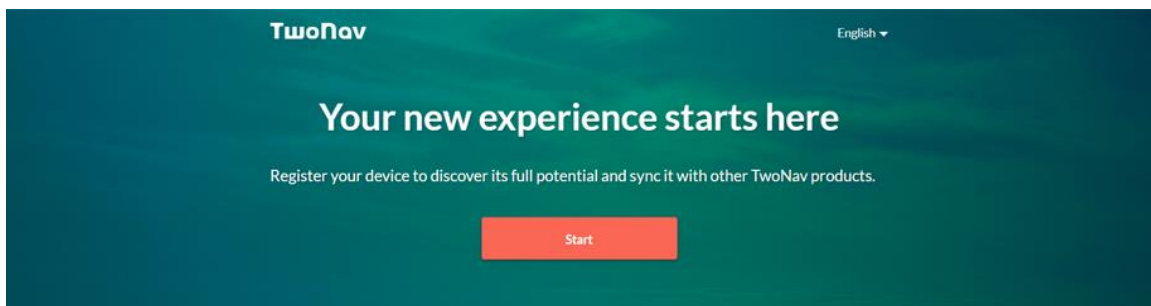 TwoNav
English
Your new experience starts here
Register your device to discover its full potential and sync it with other TwoNav products.
Start